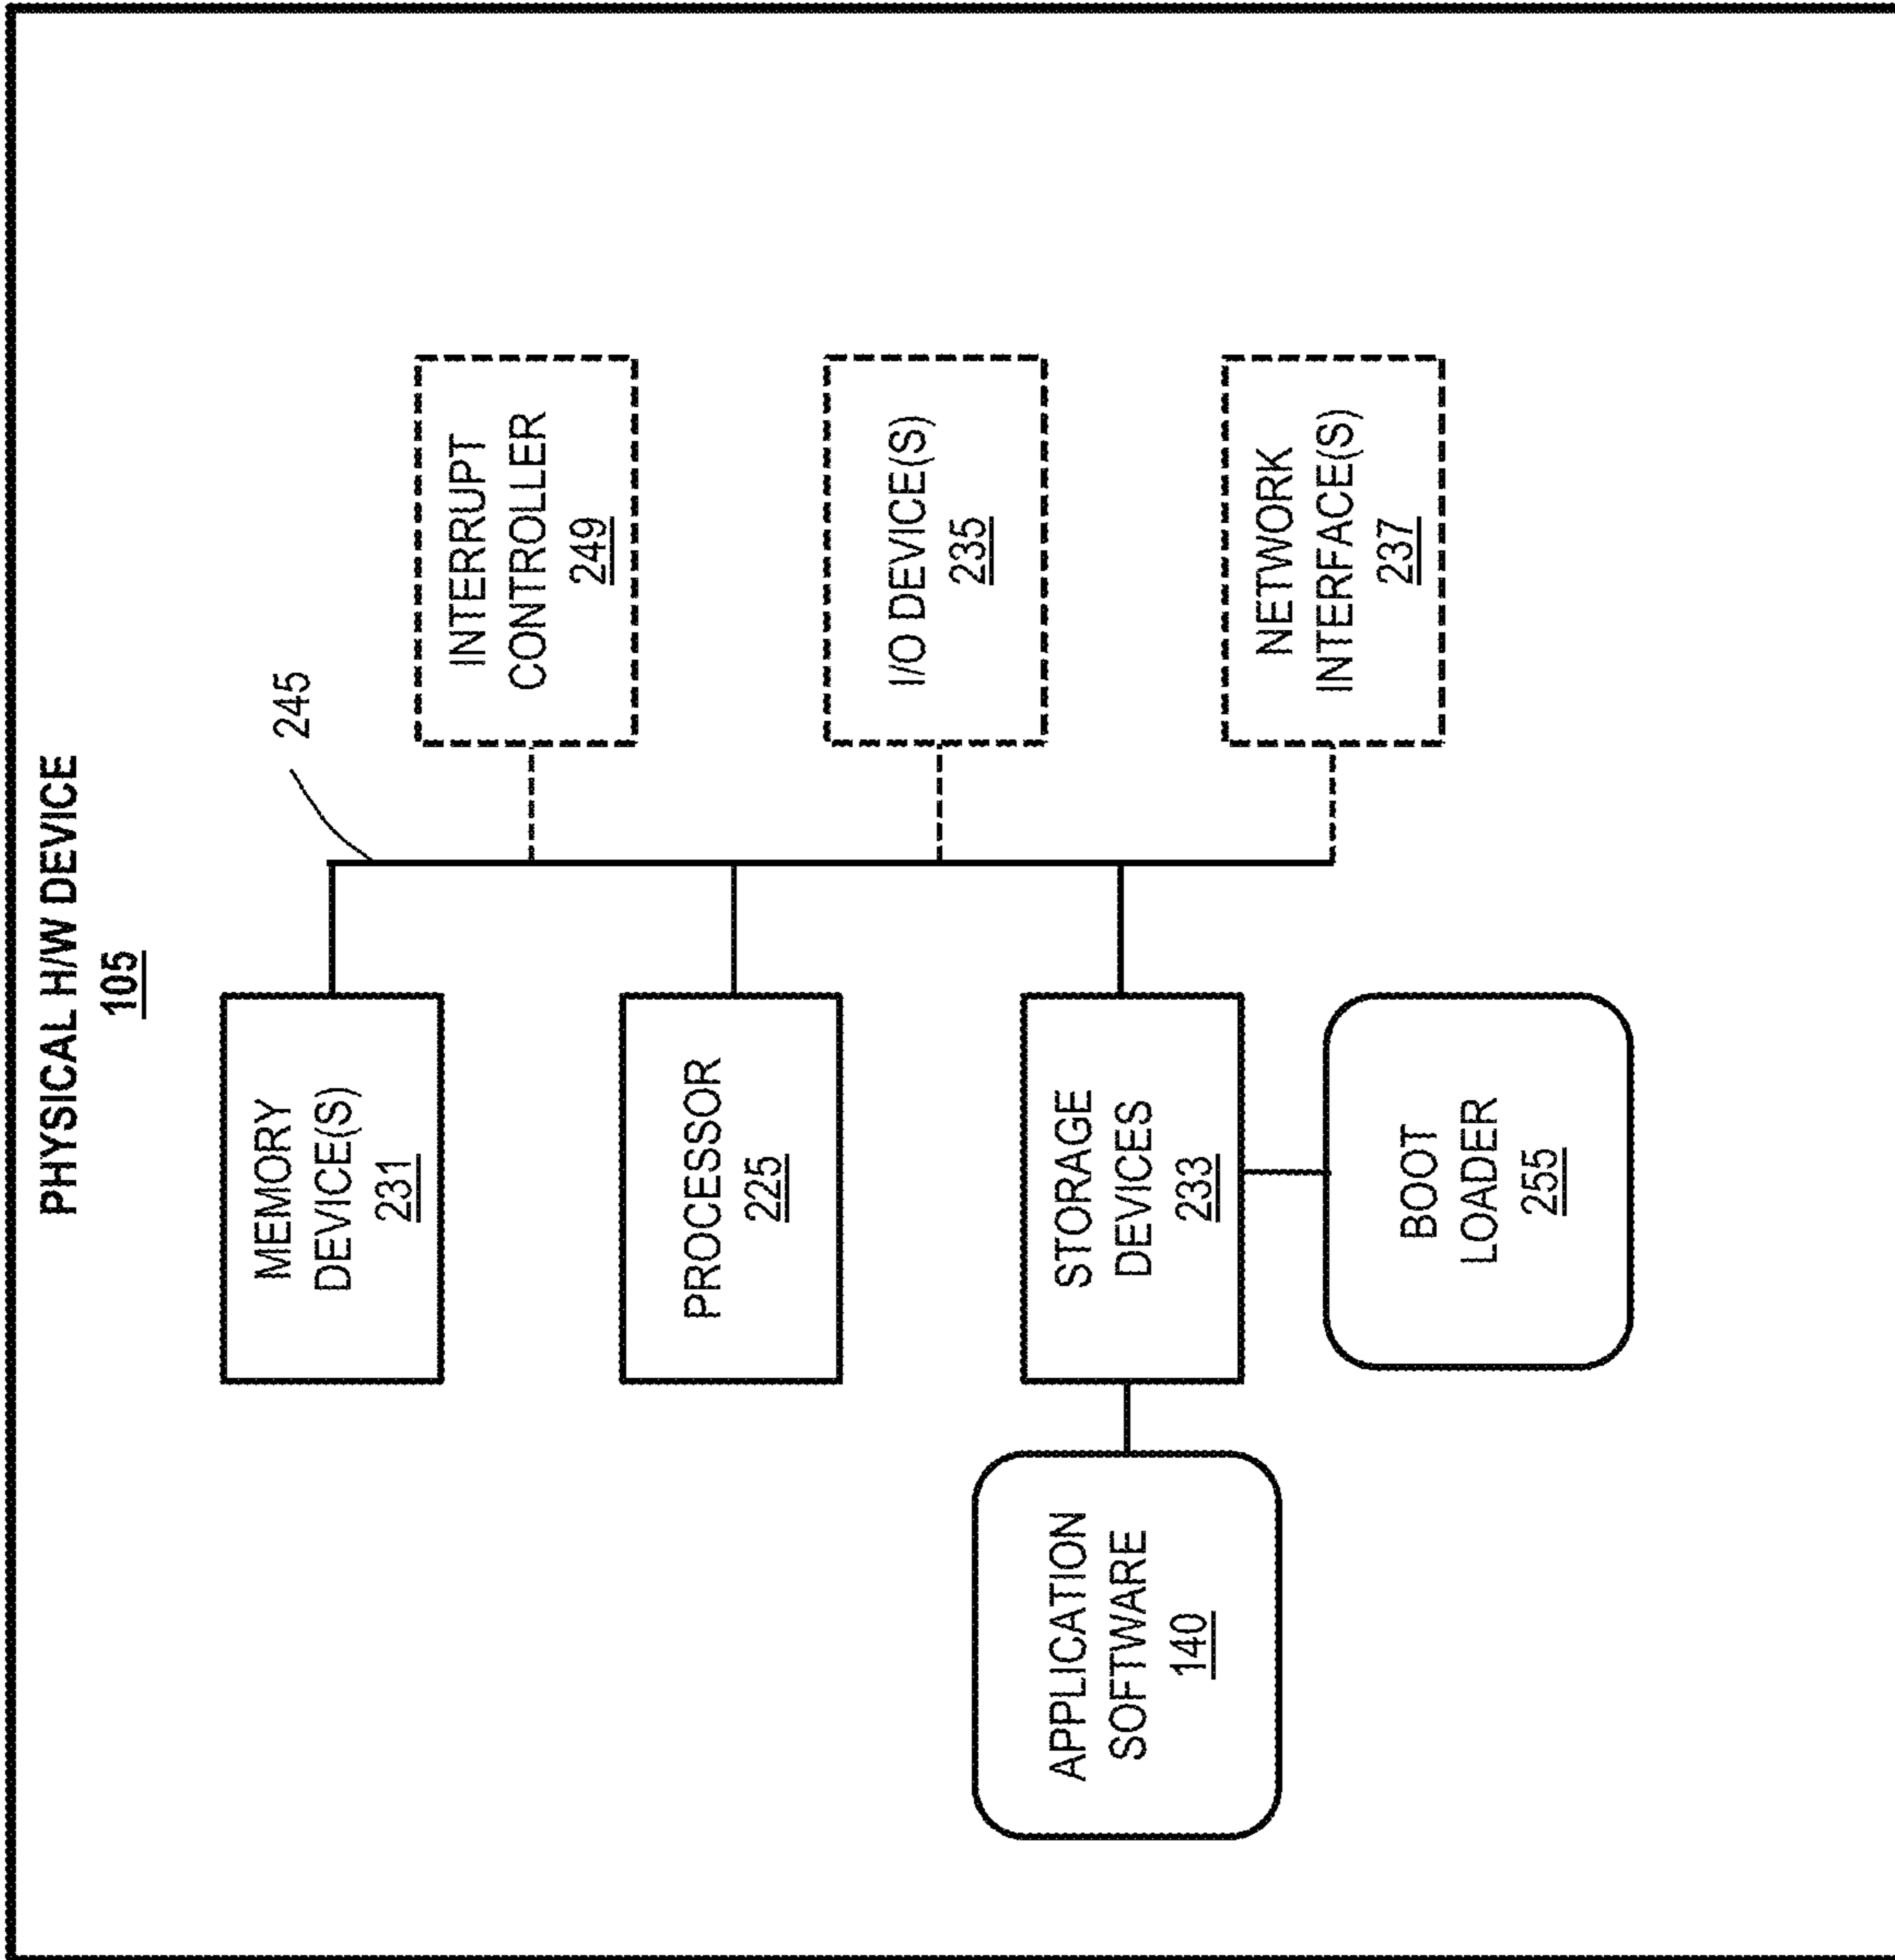 PHYSICAL H/W DEVICE
105
245
MEMORY
DEVICE(S)
231
PROCESSOR
225
STORAGE
DEVICES
233
APPLICATION
SOFTWARE
140
BOOT
LOADER
255
INTERRUPT
CONTROLLER
249
I/O DEVICE(S)
235
NETWORK
INTERFACE(S)
237